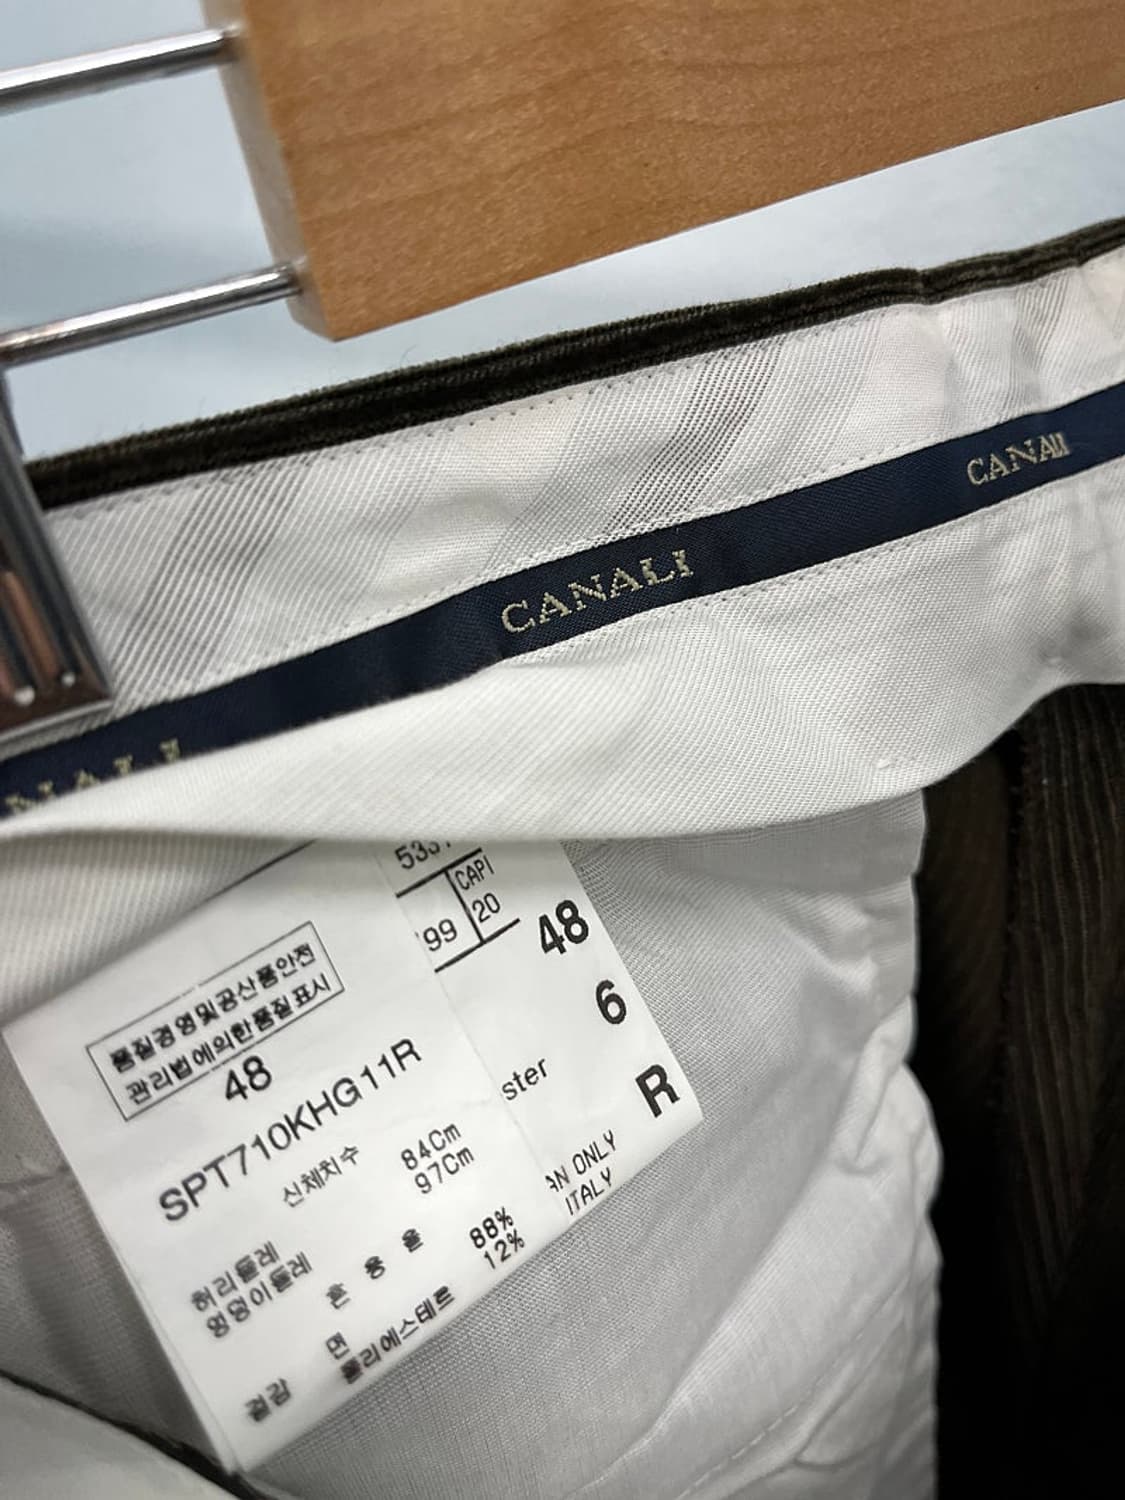 CANALI
CANALI
NALI
품질경영및공산품안전
관리법에의한품질표시
48
SPT710KHG11R
신체치수
허리둘레 84Cm
엉덩이둘레 97Cm
혼 용 율
겉감 면 88%
폴리에스테르 12%
533
CAPI
99 20
48
6
ster
R
AN ONLY
ITALY